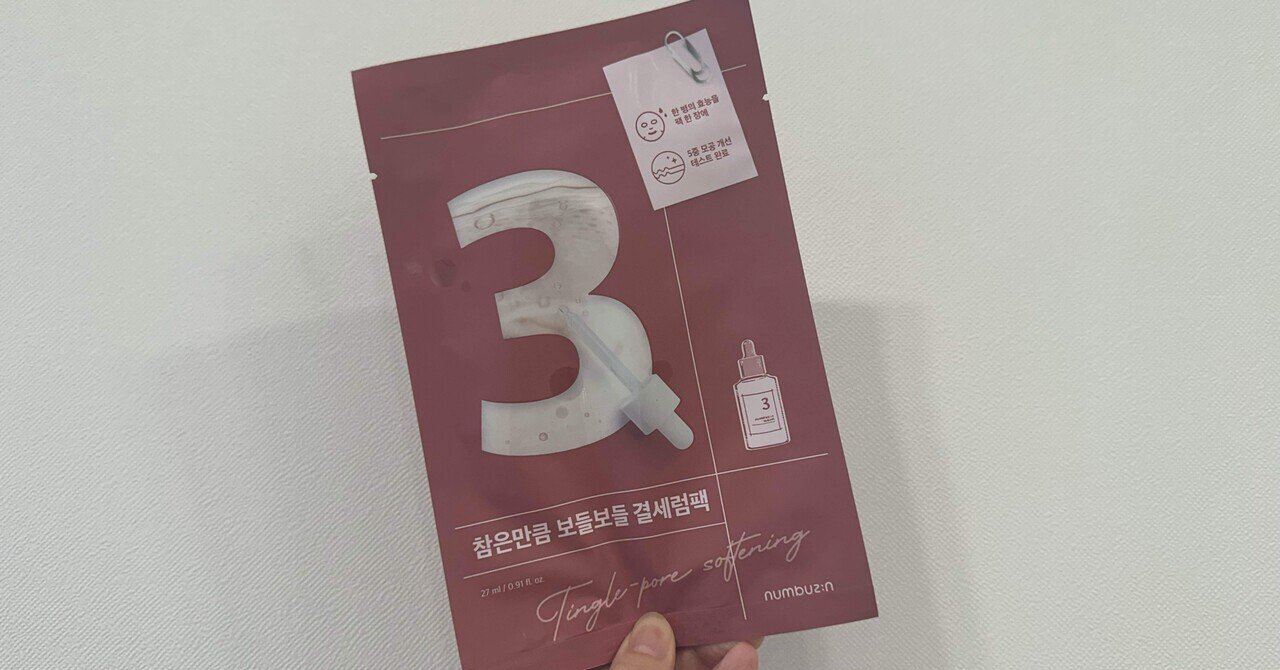 한 병의 효능을
팩 한 장에
5중 모공 개선
테스트 완료
3
3
참은만큼 보들보들 결세럼팩
27 ml / 0.91 fl. oz.
Tingle-pore softening
numbuz:n